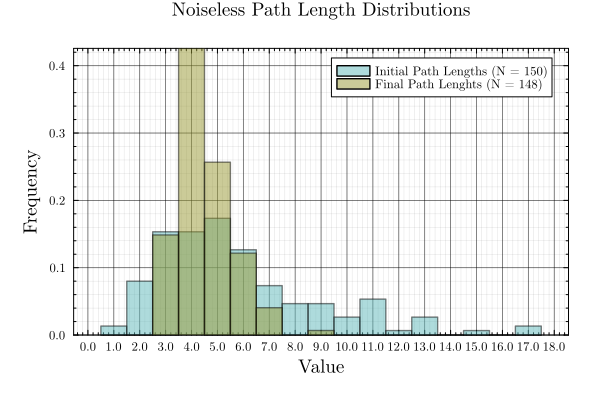 Noiseless Path Length Distributions
Initial Path Lengths (N = 150)
Final Path Lenghts (N = 148)
Frequency
0.4
0.3
0.2
0.1
0.0
0.0 1.0 2.0 3.0 4.0 5.0 6.0 7.0 8.0 9.0 10.0 11.0 12.0 13.0 14.0 15.0 16.0 17.0 18.0
Value